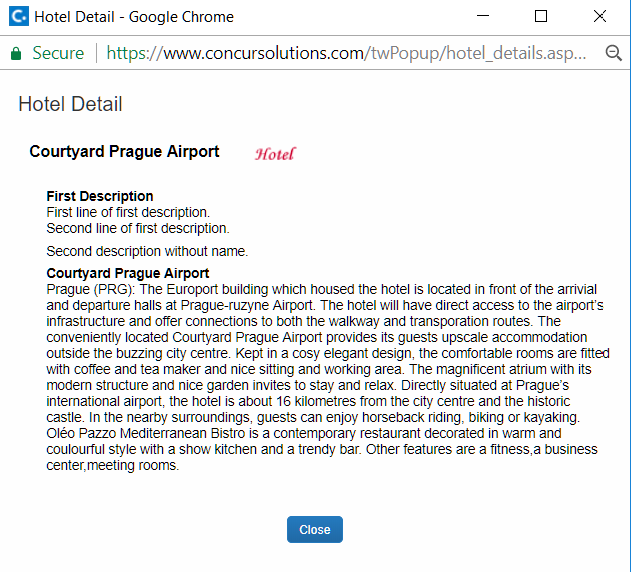 Hotel Detail - Google Chrome
Secure | https://www.concursolutions.com/twPopup/hotel_details.asp...
Hotel Detail
Courtyard Prague Airport Hotel
First Description
First line of first description.
Second line of first description.
Second description without name.
Courtyard Prague Airport
Prague (PRG): The Europort building which housed the hotel is located in front of the arrivial
and departure halls at Prague-ruzyne Airport. The hotel will have direct access to the airport's
infrastructure and offer connections to both the walkway and transporation routes. The
conveniently located Courtyard Prague Airport provides its guests upscale accommodation
outside the buzzing city centre. Kept in a cosy elegant design, the comfortable rooms are fitted
with coffee and tea maker and nice sitting and working area. The magnificent atrium with its
modern structure and nice garden invites to stay and relax. Directly situated at Prague's
international airport, the hotel is about 16 kilometres from the city centre and the historic
castle. In the nearby surroundings, guests can enjoy horseback riding, biking or kayaking.
Oléo Pazzo Mediterranean Bistro is a contemporary restaurant decorated in warm and
coulourful style with a show kitchen and a trendy bar. Other features are a fitness,a business
center,meeting rooms.
Close